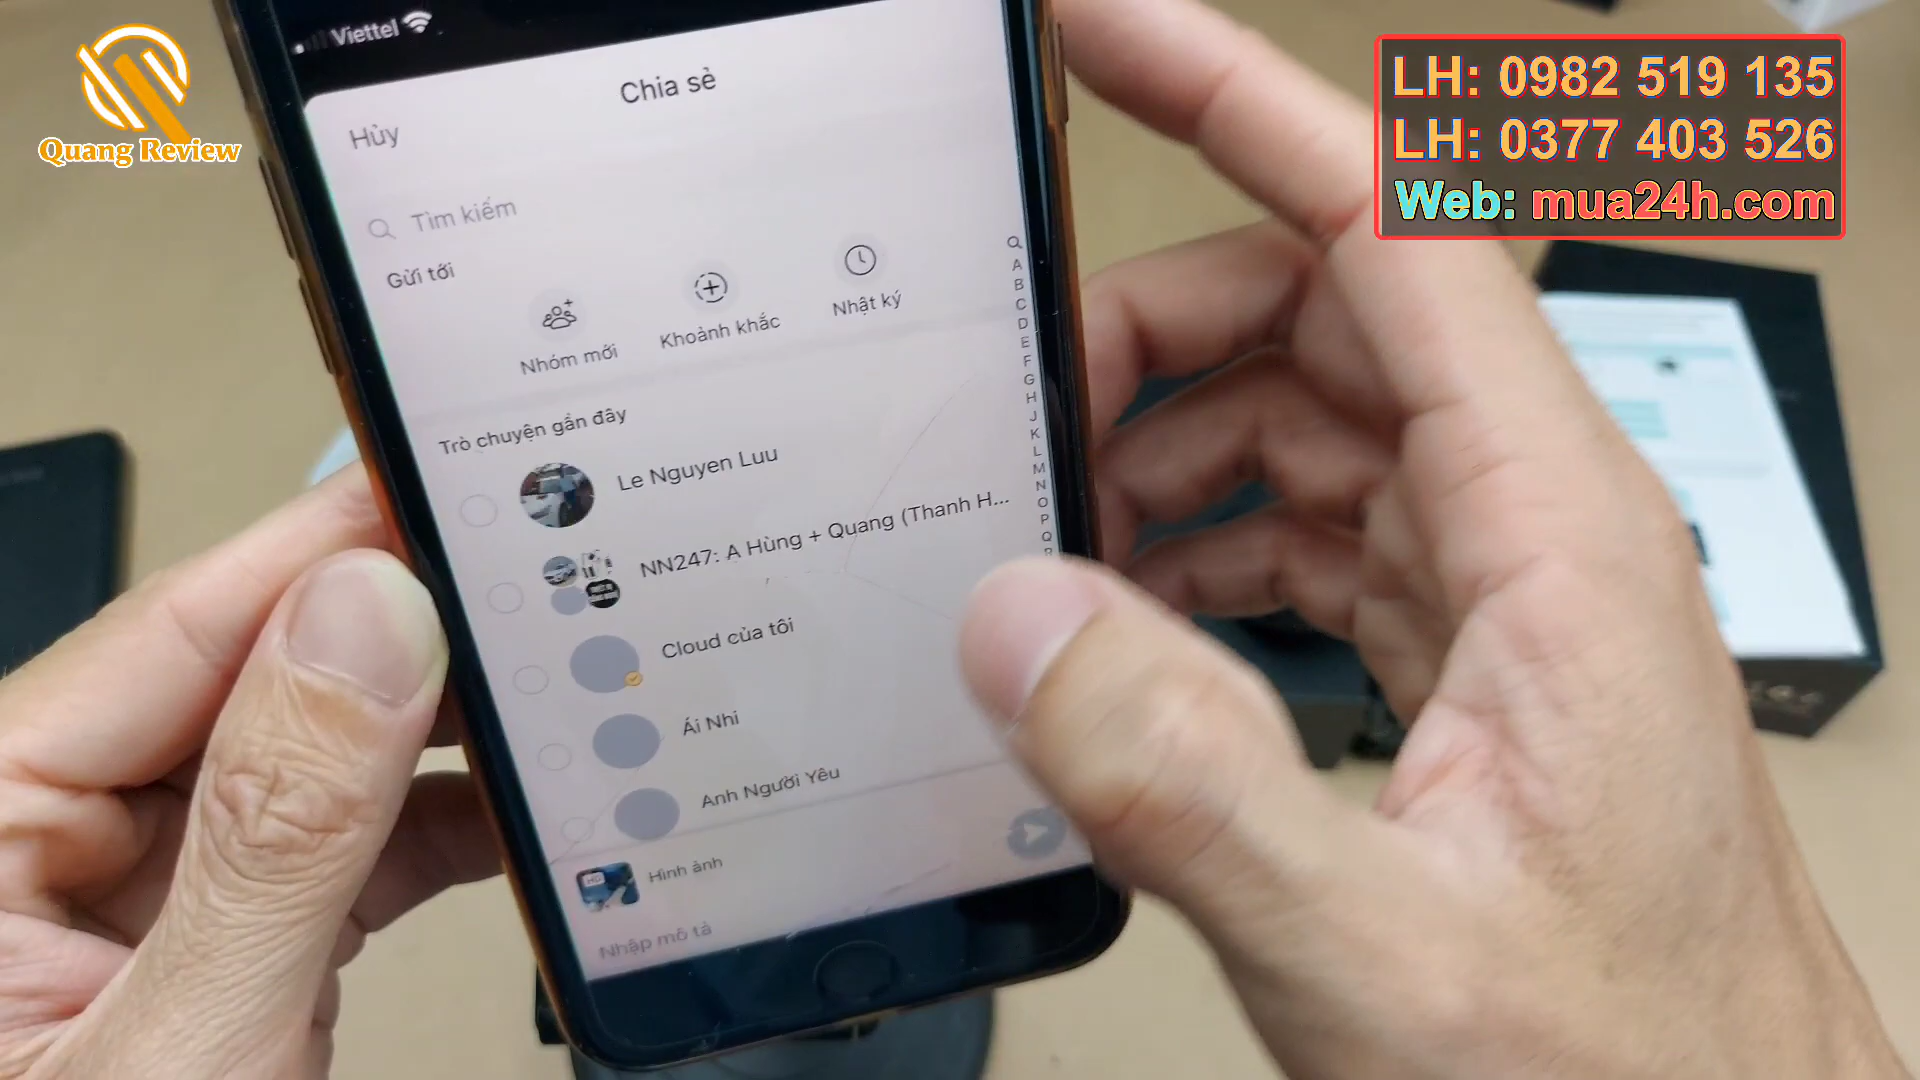 Quang Review
LH: 0982 519 135
LH: 0377 403 526
Web: mua24h.com
Viettel
Chia sẻ
Hủy
Tìm kiếm
Gửi tới
Nhóm mới
Khoảnh khắc
Nhật ký
Trò chuyện gần đây
Le Nguyen Luu
NN247: A Hùng + Quang (Thanh H...
Cloud của tôi
Ái Nhi
Anh Người Yêu
Hình ảnh
Nhập mô tả
A
B
C
D
E
F
G
H
J
K
L
M
N
O
P
Q
R